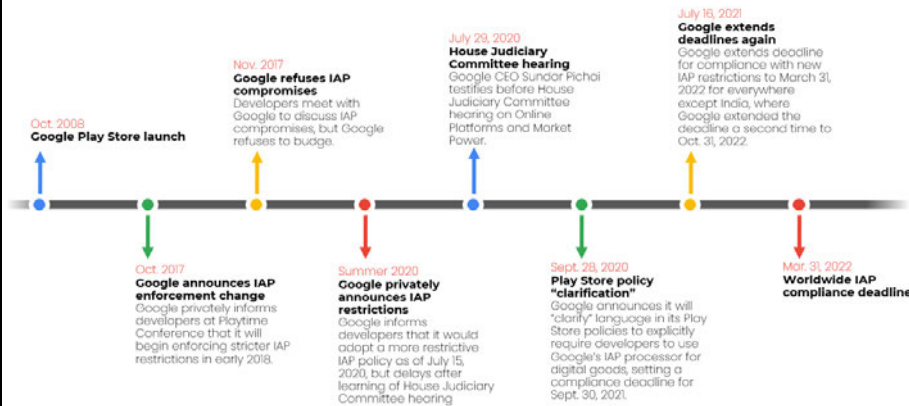 Oct. 2008
Google Play Store launch
Oct. 2017
Google announces IAP
enforcement change
Google privately informs
developers at Playtime
Conference that it will
begin enforcing stricter IAP
restrictions in early 2018.
Nov. 2017
Google refuses IAP
compromises
Developers meet with
Google to discuss IAP
compromises, but Google
refuses to budge.
Summer 2020
Google privately
announces IAP
restrictions
Google informs
developers that it would
adopt a more restrictive
IAP policy as of July 15,
2020, but delays after
learning of House Judiciary
Committee hearing
July 29, 2020
House Judiciary
Committee hearing
Google CEO Sundar Pichai
testifies before House
Judiciary Committee
hearing on Online
Platforms and Market
Power.
Sept. 28, 2020
Play Store policy
“clarification”
Google announces it will
“clarify” language in its Play
Store policies to explicitly
require developers to use
Google’s IAP processor for
digital goods, setting a
compliance deadline for
Sept. 30, 2021.
July 16, 2021
Google extends
deadlines again
Google extends deadline
for compliance with new
IAP restrictions to March 31,
2022 for everywhere
except India, where
Google extended the
deadline a second time to
Oct. 31, 2022.
Mar. 31, 2022
Worldwide IAP
compliance deadline